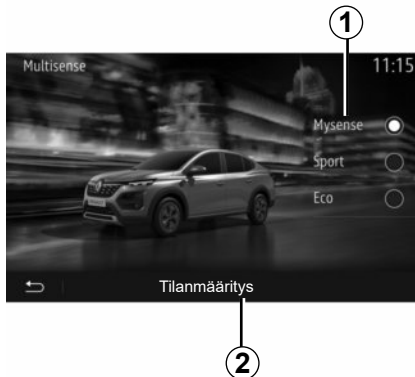 1
Multisense 11:15
Mysense
Sport
Eco
Tilanmääritys
2